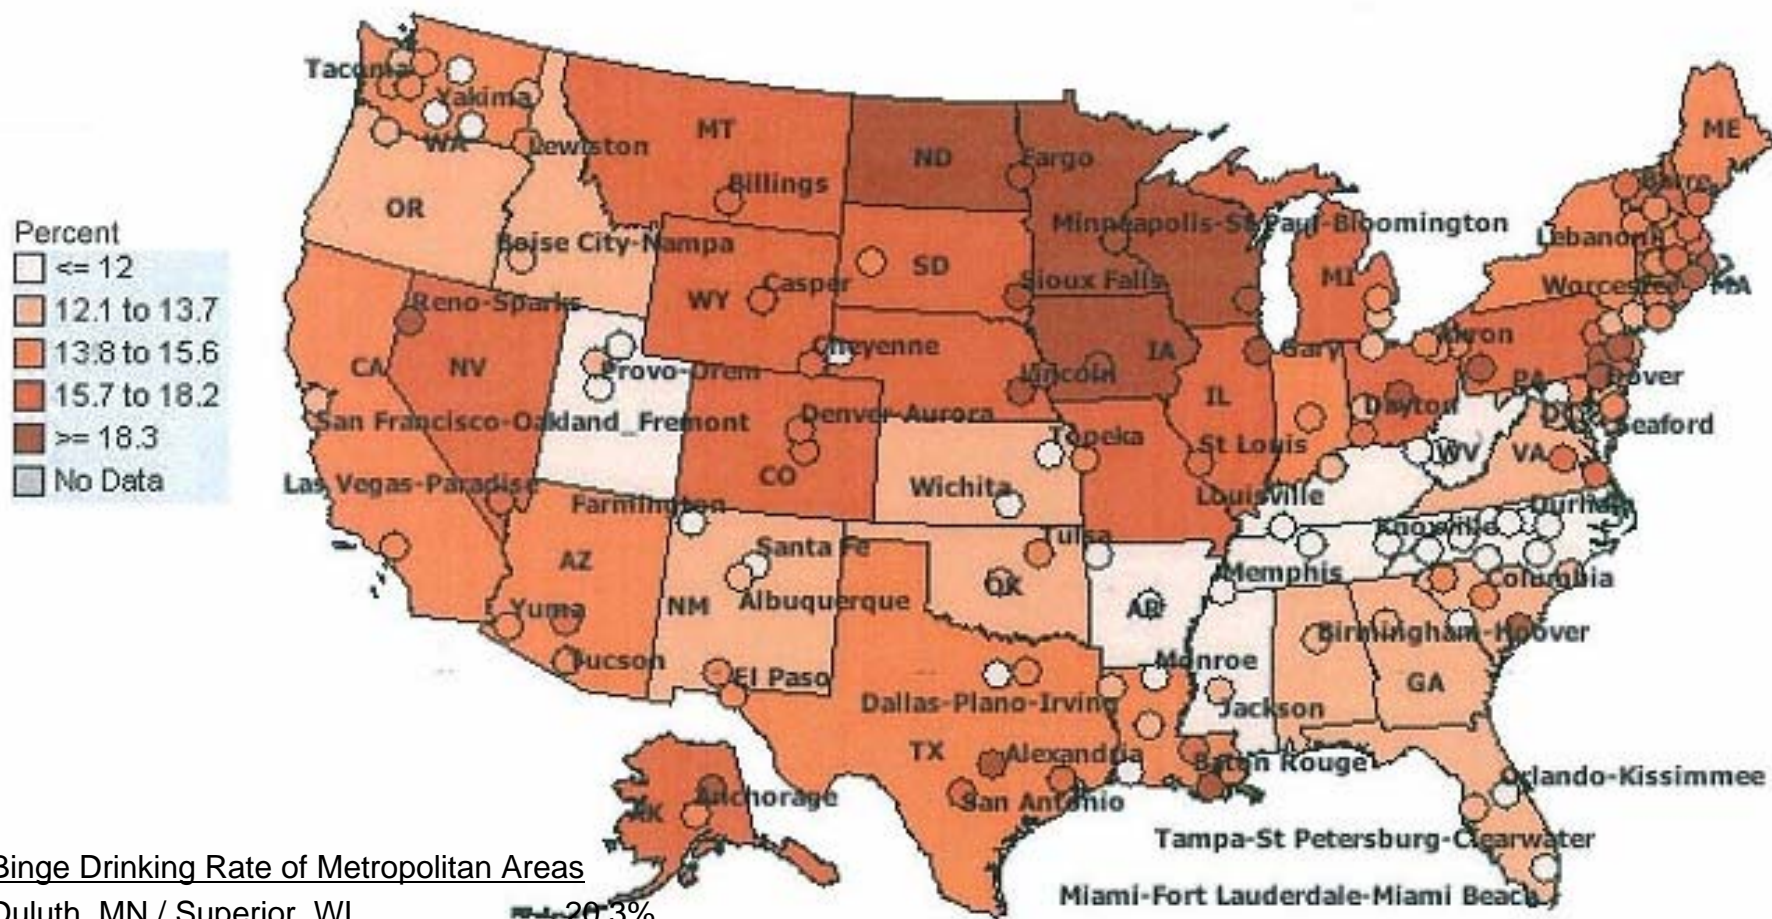 Percent
<= 12
12.1 to 13.7
13.8 to 15.6
15.7 to 18.2
>= 18.3
No Data
Tacoma
Yakima
WA
Lewiston
MT
Billings
ND
Fargo
ME
Barre
OR
Boise City-Nampa
Minneapolis-St Paul-Bloomington
Lebanon
SD
Sioux Falls
MI
Worcester
MA
WY
Casper
Reno-Sparks
CA
NV
Provo-Orem
Cheyenne
Lincoln
IA
Gary
Akron
PA
Dover
San Francisco-Oakland_Fremont
Denver-Aurora
IL
Dayton
DC
Seaford
CO
Topeka
St Louis
WV
VA
Las Vegas-Paradise
Farmington
Wichita
Louisville
Durham
AZ
Santa Fe
Tulsa
Knoxville
Yuma
NM
Albuquerque
OK
AR
Memphis
Columbia
Tucson
El Paso
Monroe
Birmingham-Hoover
GA
Dallas-Plano-Irving
Jackson
TX
Alexandria
Baton Rouge
Orlando-Kissimmee
Anchorage
AK
San Antonio
Tampa-St Petersburg-Clearwater
Miami-Fort Lauderdale-Miami Beach
Binge Drinking Rate of Metropolitan Areas
Duluth, MN / Superior, WI 20.3%